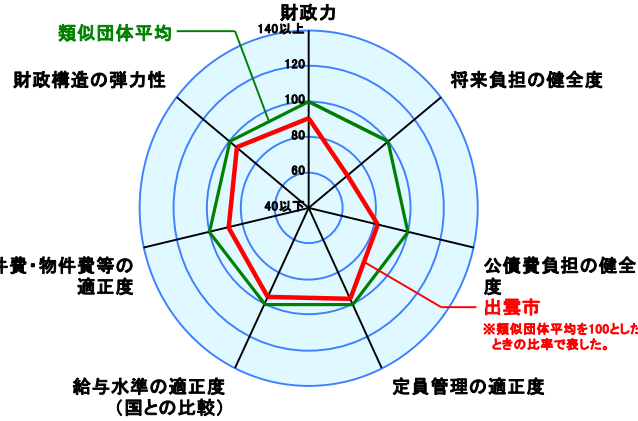 財政力
類似団体平均
140以上
財政構造の弾力性
将来負担の健全度
120
100
80
60
40以下
件費・物件費等の
適正度
公債費負担の健全
度
出雲市
※類似団体平均を100とした
ときの比率で表した。
給与水準の適正度
（国との比較）
定員管理の適正度